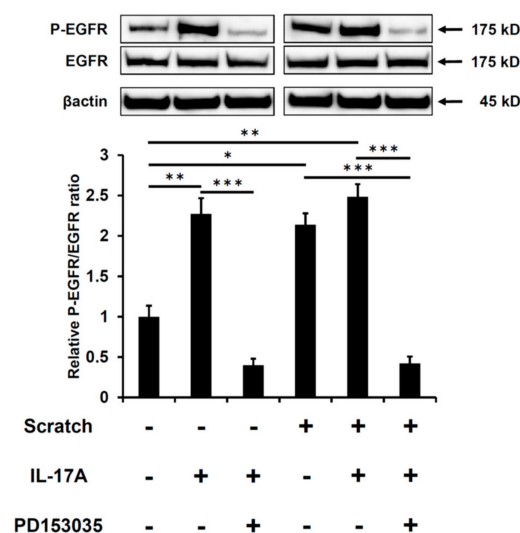 P-EGFR 175 kD
EGFR 175 kD
βactin 45 kD
**
* ***
** *** ***
3
2.5
2
1.5
1
0.5
0
Relative P-EGFR/EGFR ratio
Scratch - - - + + +
IL-17A - + + - + +
PD153035 - - + - - +